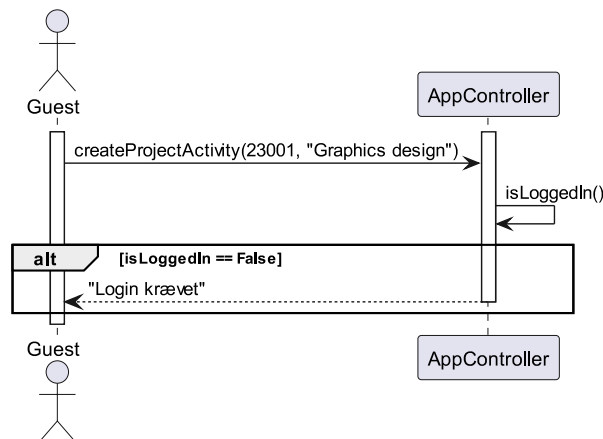 Guest
AppController
createProjectActivity(23001, "Graphics design")
isLoggedIn()
alt [isLoggedIn == False]
"Login krævet"
Guest
AppController